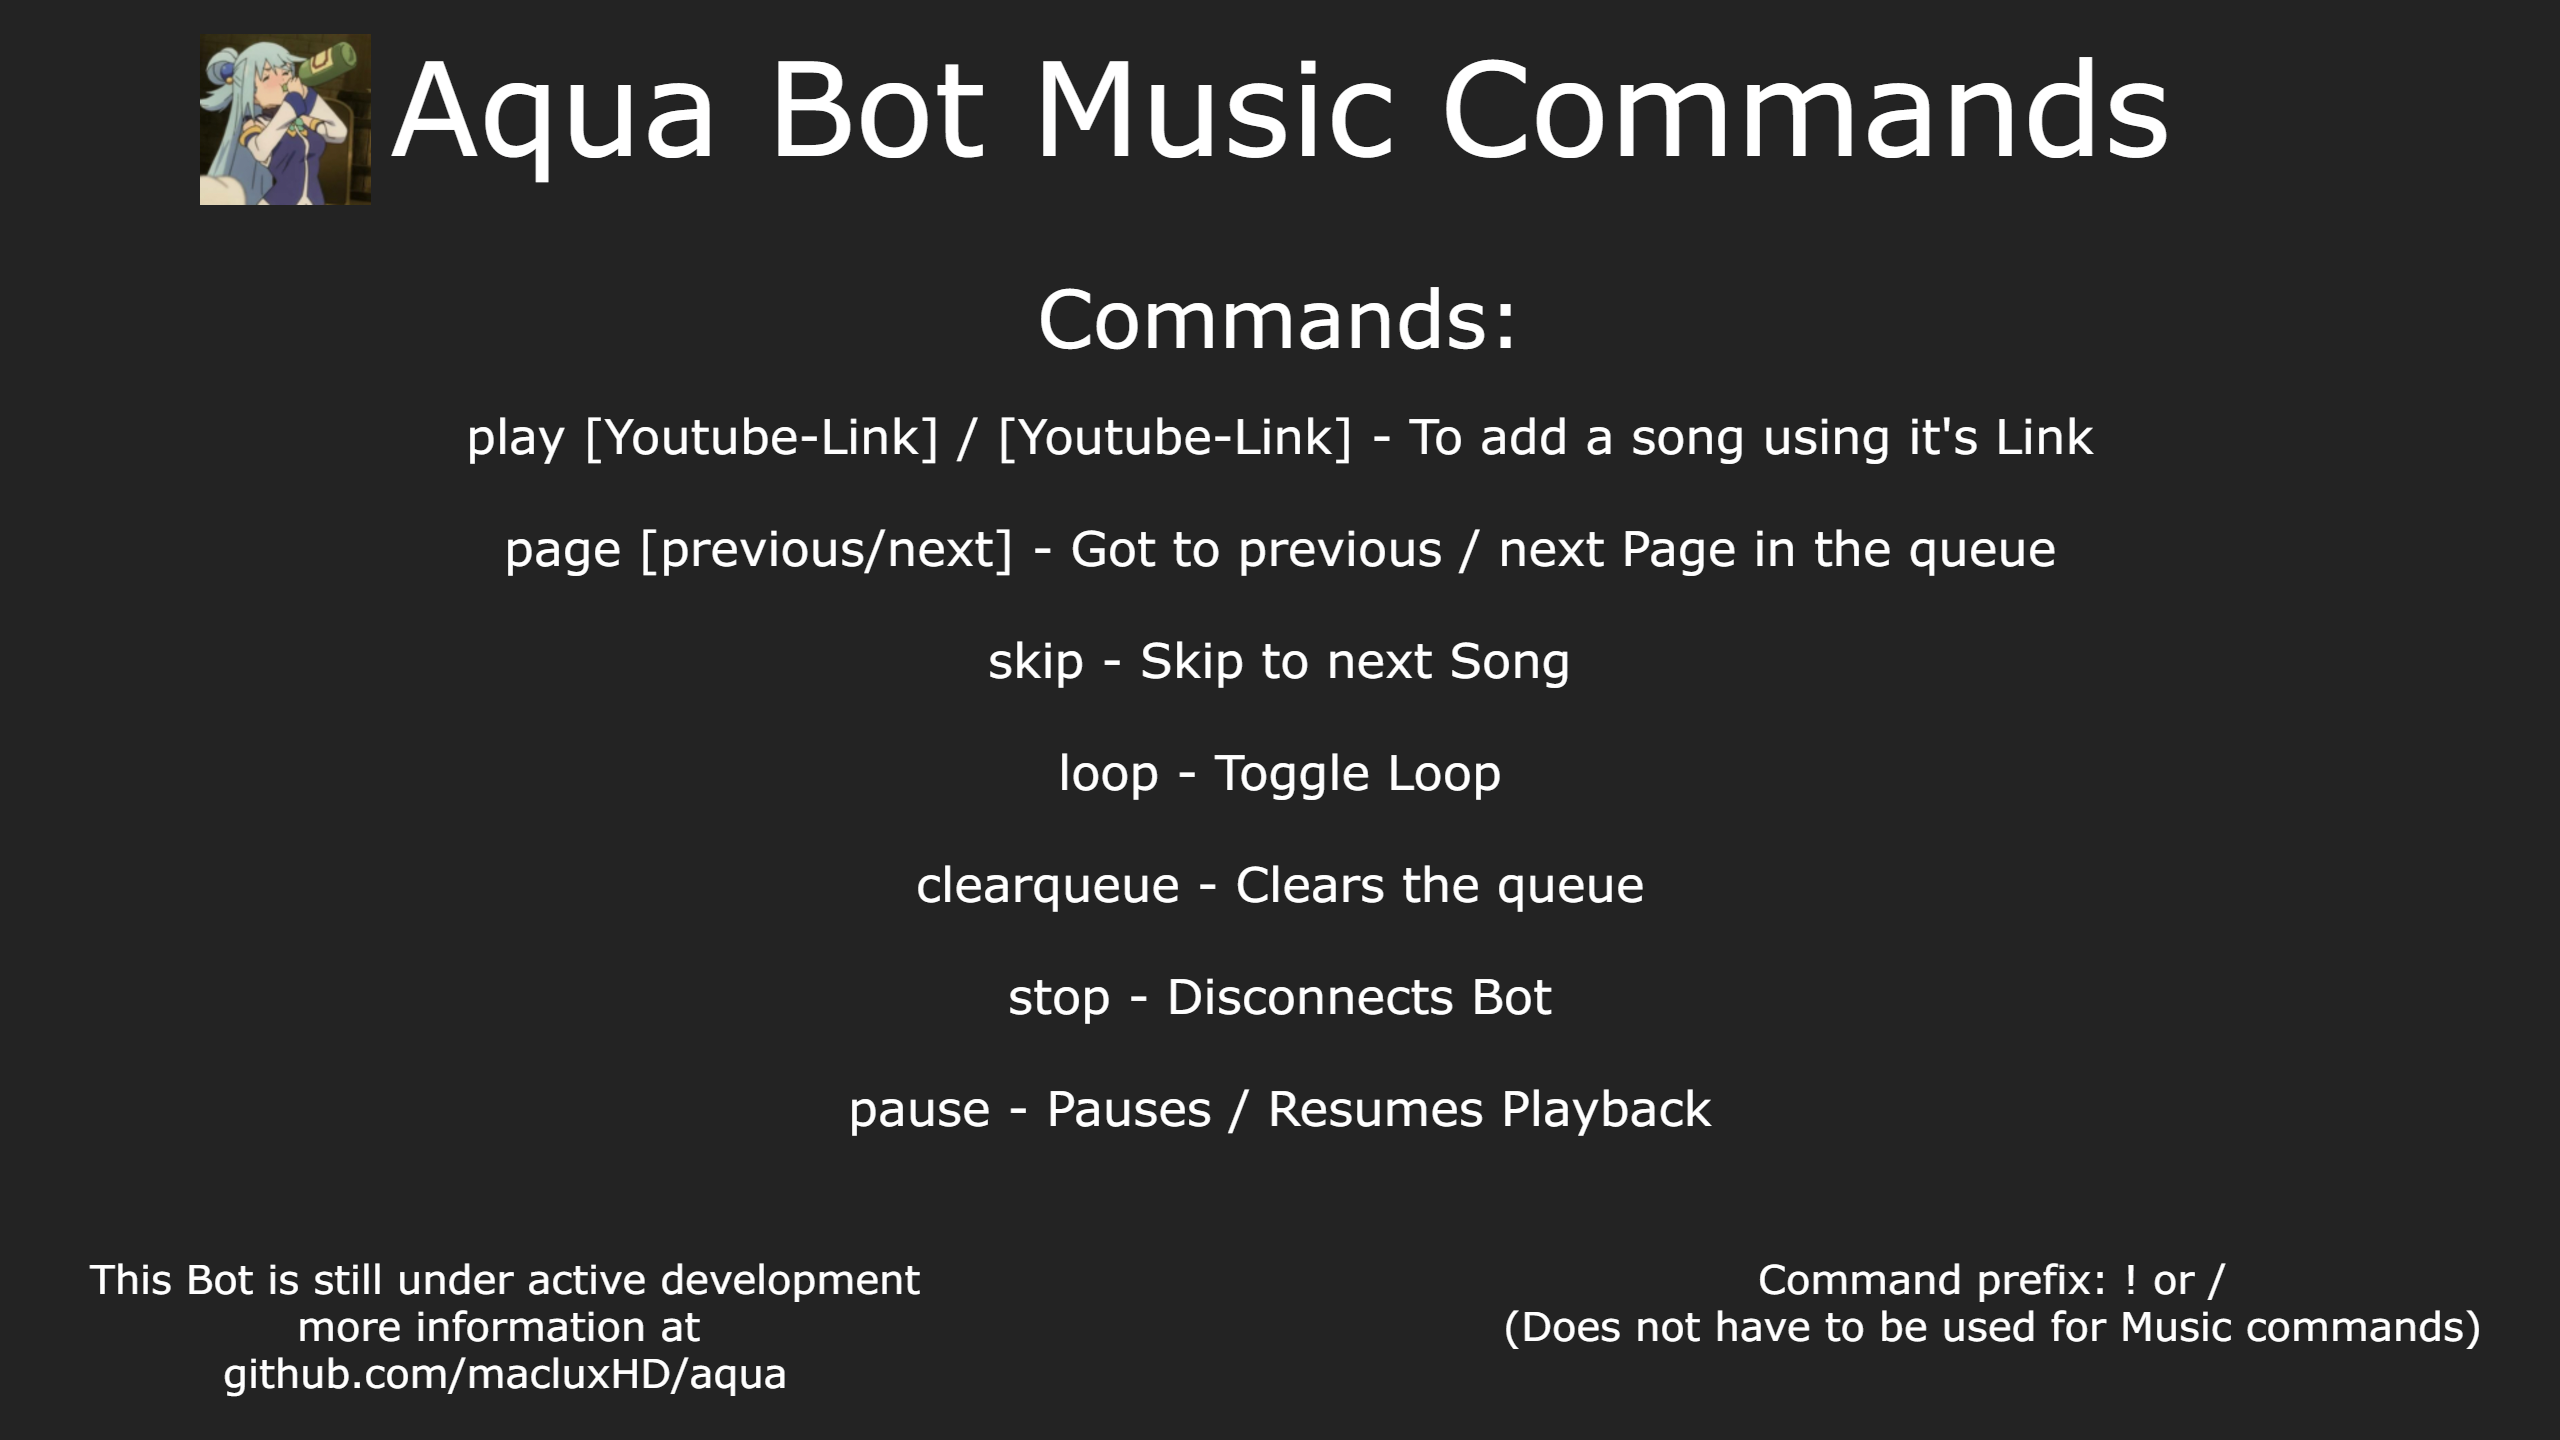 Aqua Bot Music Commands
Commands:
play [Youtube-Link] / [Youtube-Link] - To add a song using it's Link
page [previous/next] - Got to previous / next Page in the queue
skip - Skip to next Song
loop - Toggle Loop
clearqueue - Clears the queue
stop - Disconnects Bot
pause - Pauses / Resumes Playback
This Bot is still under active development
more information at
github.com/macluxHD/aqua
Command prefix: ! or /
(Does not have to be used for Music commands)